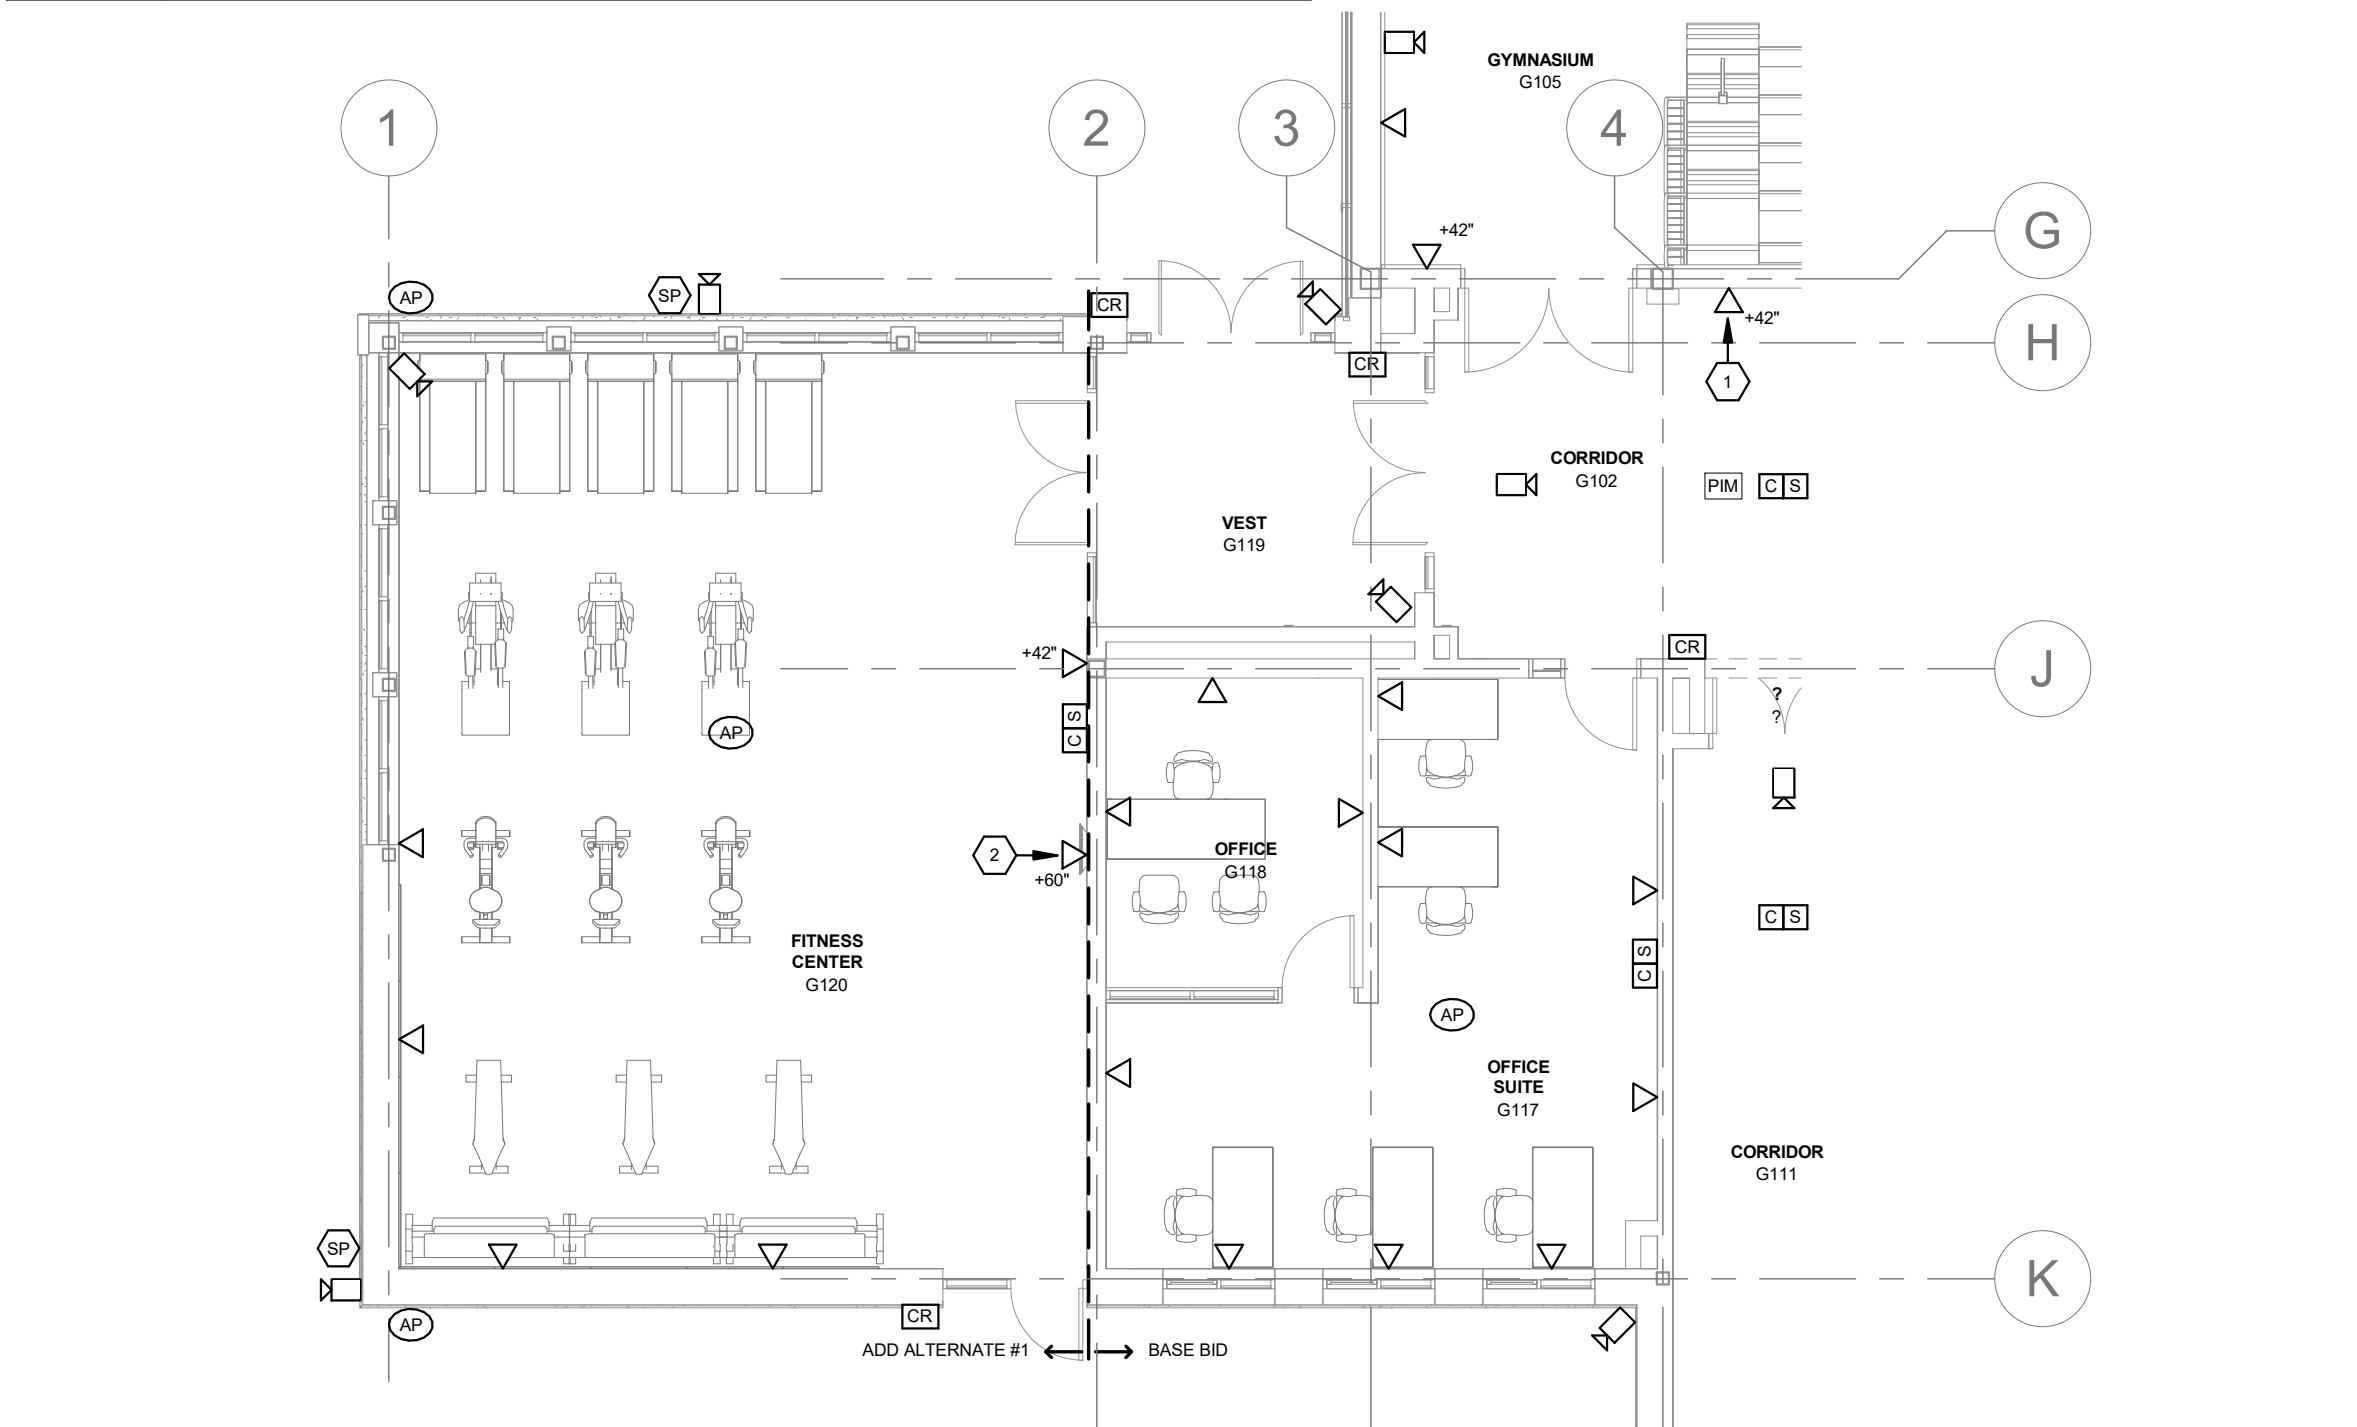 GYMNASIUM
G105
1
2
3
4
G
+42"
AP
SP
CR
+42"
H
CR
1
CORRIDOR
G102
PIM
C S
VEST
G119
CR
+42"
J
?
?
S
C
AP
2
OFFICE
G118
+60"
C S
FITNESS
CENTER
G120
S
C
AP
OFFICE
SUITE
G117
CORRIDOR
G111
SP
K
CR
AP
ADD ALTERNATE #1
BASE BID